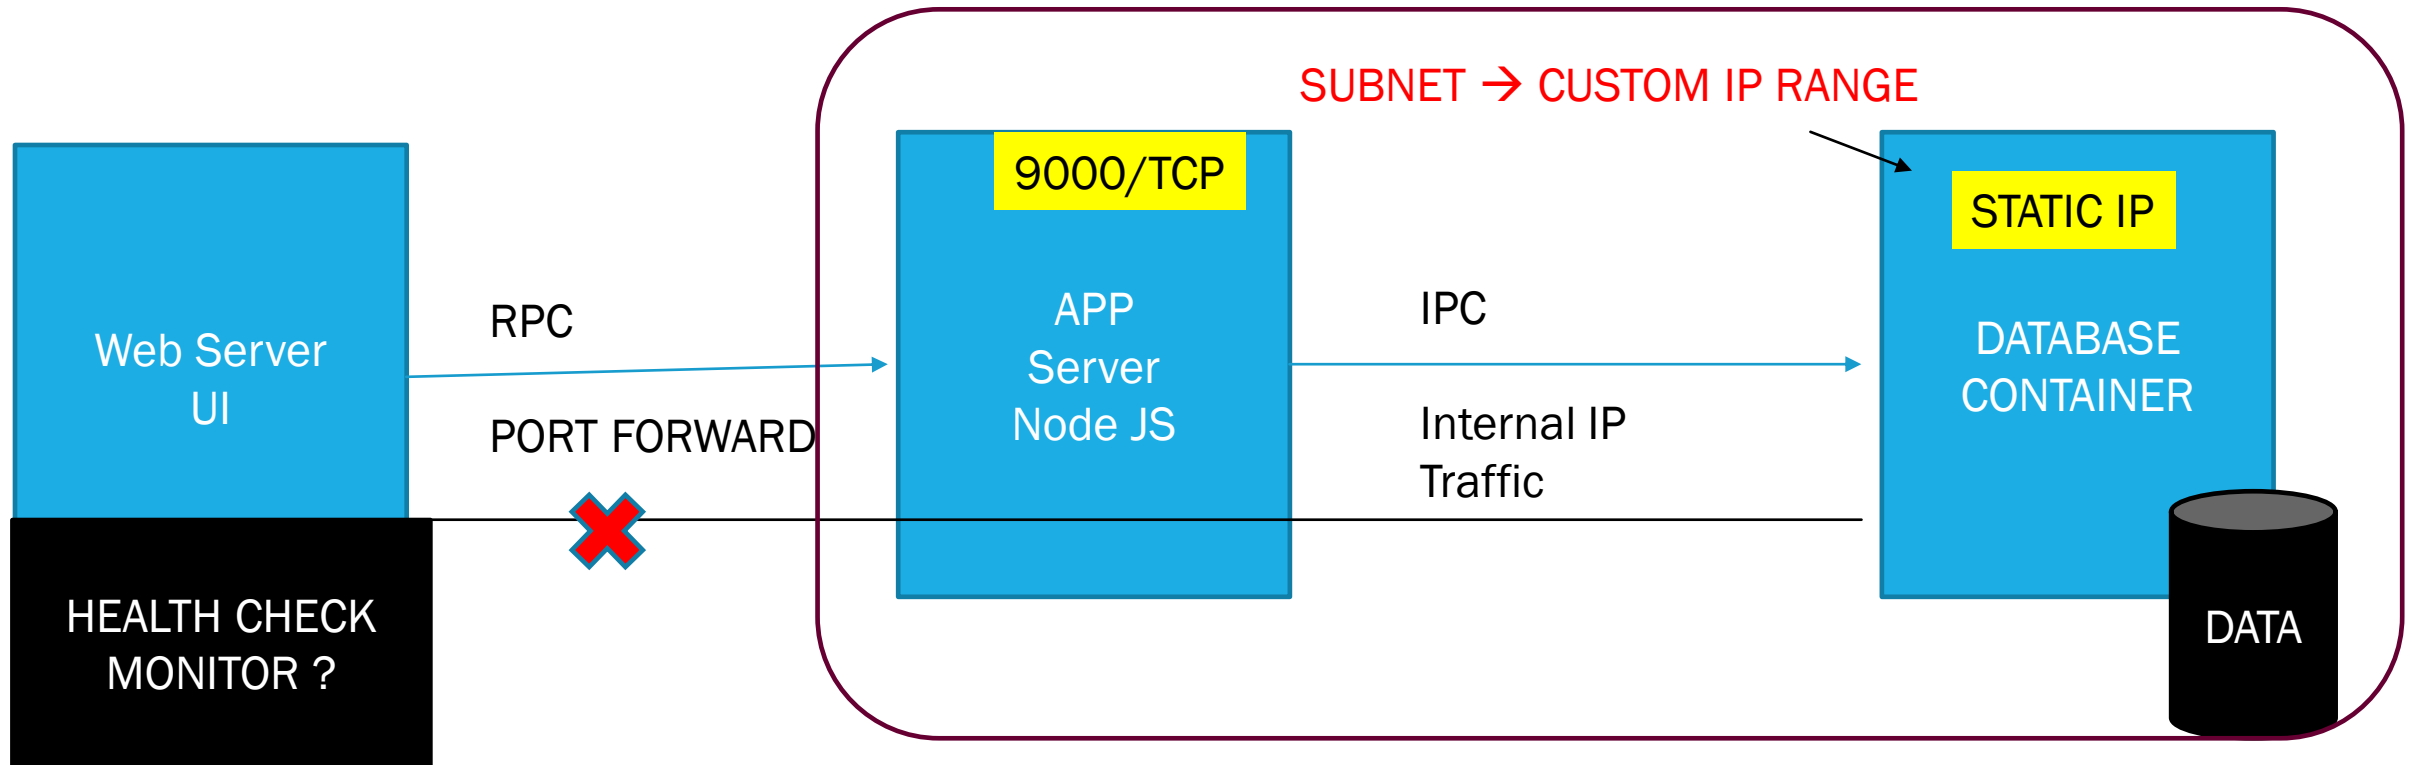 SUBNET → CUSTOM IP RANGE
9000/TCP
STATIC IP
Web Server
UI
RPC
PORT FORWARD
APP
Server
Node JS
IPC
Internal IP
Traffic
DATABASE
CONTAINER
HEALTH CHECK
MONITOR ?
DATA